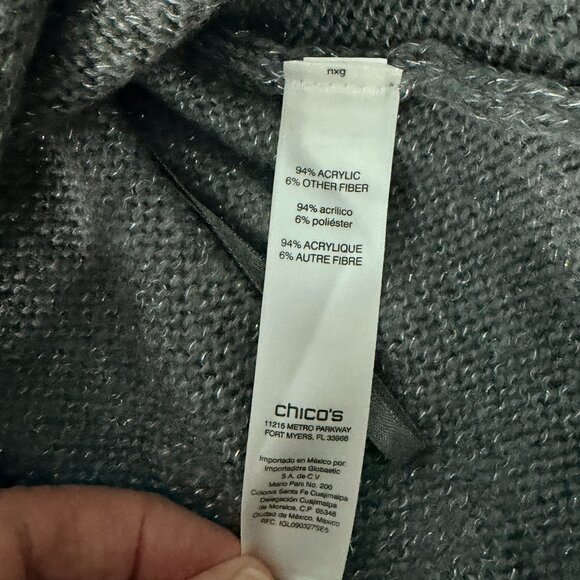 nxg
94% ACRYLIC
6% OTHER FIBER
94% acrílico
6% poliéster
94% ACRYLIQUE
6% AUTRE FIBRE
chico's
11215 METRO PARKWAY
FORT MYERS, FL 33966
Importado en México por:
Importadora Globastic
S.A. de C.V.
Mario Pani No. 200
Colonia Santa Fe Cuajimalpa
Delegación Cuajimalpa
de Morelos, C.P. 05348
Ciudad de México. México
RFC. IGL090327SE5